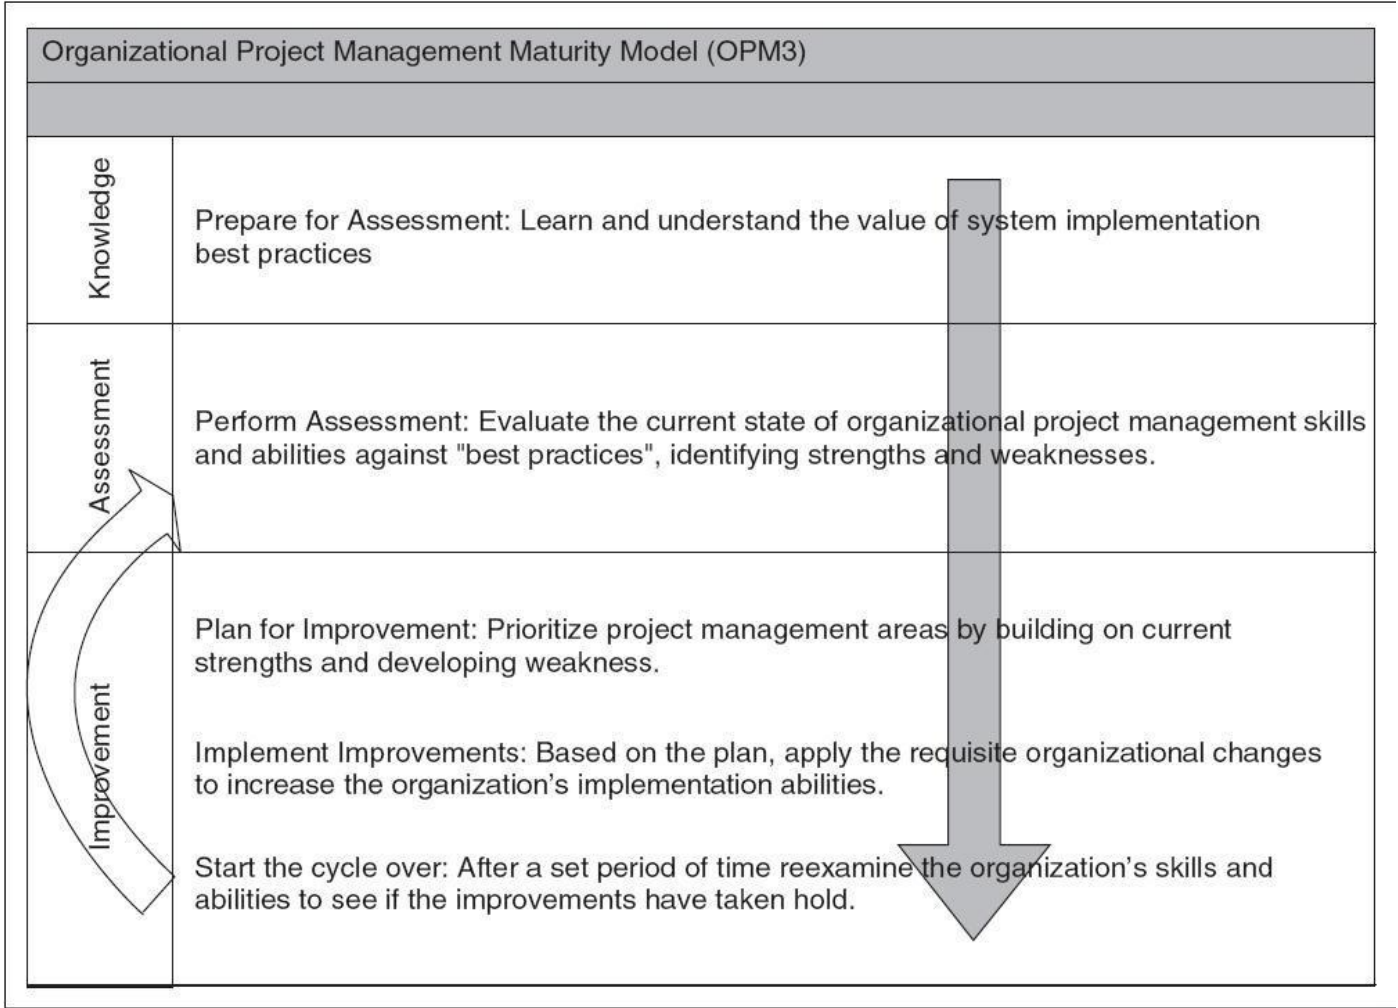 Organizational Project Management Maturity Model (OPM3)
Knowledge
Prepare for Assessment: Learn and understand the value of system implementation
best practices
Assessment
Perform Assessment: Evaluate the current state of organizational project management skills
and abilities against "best practices", identifying strengths and weaknesses.
Improvement
Plan for Improvement: Prioritize project management areas by building on current
strengths and developing weakness.
Implement Improvements: Based on the plan, apply the requisite organizational changes
to increase the organization’s implementation abilities.
Start the cycle over: After a set period of time reexamine the organization’s skills and
abilities to see if the improvements have taken hold.